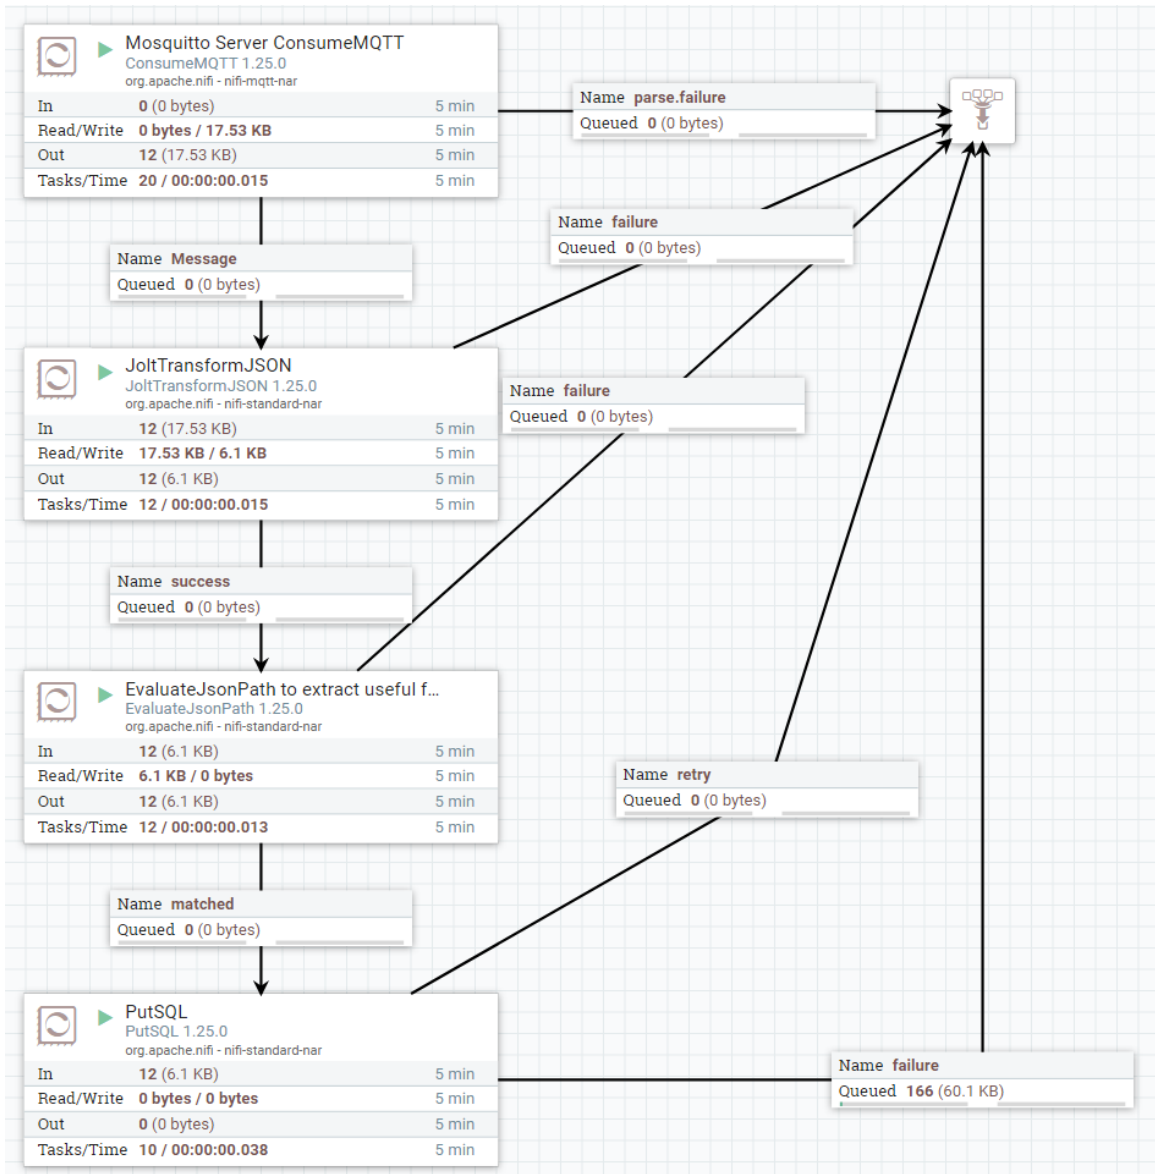 Mosquitto Server ConsumeMQTT
ConsumeMQTT 1.25.0
org.apache.nifi - nifi-mqtt-nar
In 0 (0 bytes) 5 min
Read/Write 0 bytes / 17.53 KB 5 min
Out 12 (17.53 KB) 5 min
Tasks/Time 20 / 00:00:00.015 5 min
Name parse.failure
Queued 0 (0 bytes)
Name failure
Queued 0 (0 bytes)
Name Message
Queued 0 (0 bytes)
JoltTransformJSON
JoltTransformJSON 1.25.0
org.apache.nifi - nifi-standard-nar
In 12 (17.53 KB) 5 min
Read/Write 17.53 KB / 6.1 KB 5 min
Out 12 (6.1 KB) 5 min
Tasks/Time 12 / 00:00:00.015 5 min
Name failure
Queued 0 (0 bytes)
Name success
Queued 0 (0 bytes)
EvaluateJsonPath to extract useful f...
EvaluateJsonPath 1.25.0
org.apache.nifi - nifi-standard-nar
In 12 (6.1 KB) 5 min
Read/Write 6.1 KB / 0 bytes 5 min
Out 12 (6.1 KB) 5 min
Tasks/Time 12 / 00:00:00.013 5 min
Name retry
Queued 0 (0 bytes)
Name matched
Queued 0 (0 bytes)
PutSQL
PutSQL 1.25.0
org.apache.nifi - nifi-standard-nar
In 12 (6.1 KB) 5 min
Read/Write 0 bytes / 0 bytes 5 min
Out 0 (0 bytes) 5 min
Tasks/Time 10 / 00:00:00.038 5 min
Name failure
Queued 166 (60.1 KB)